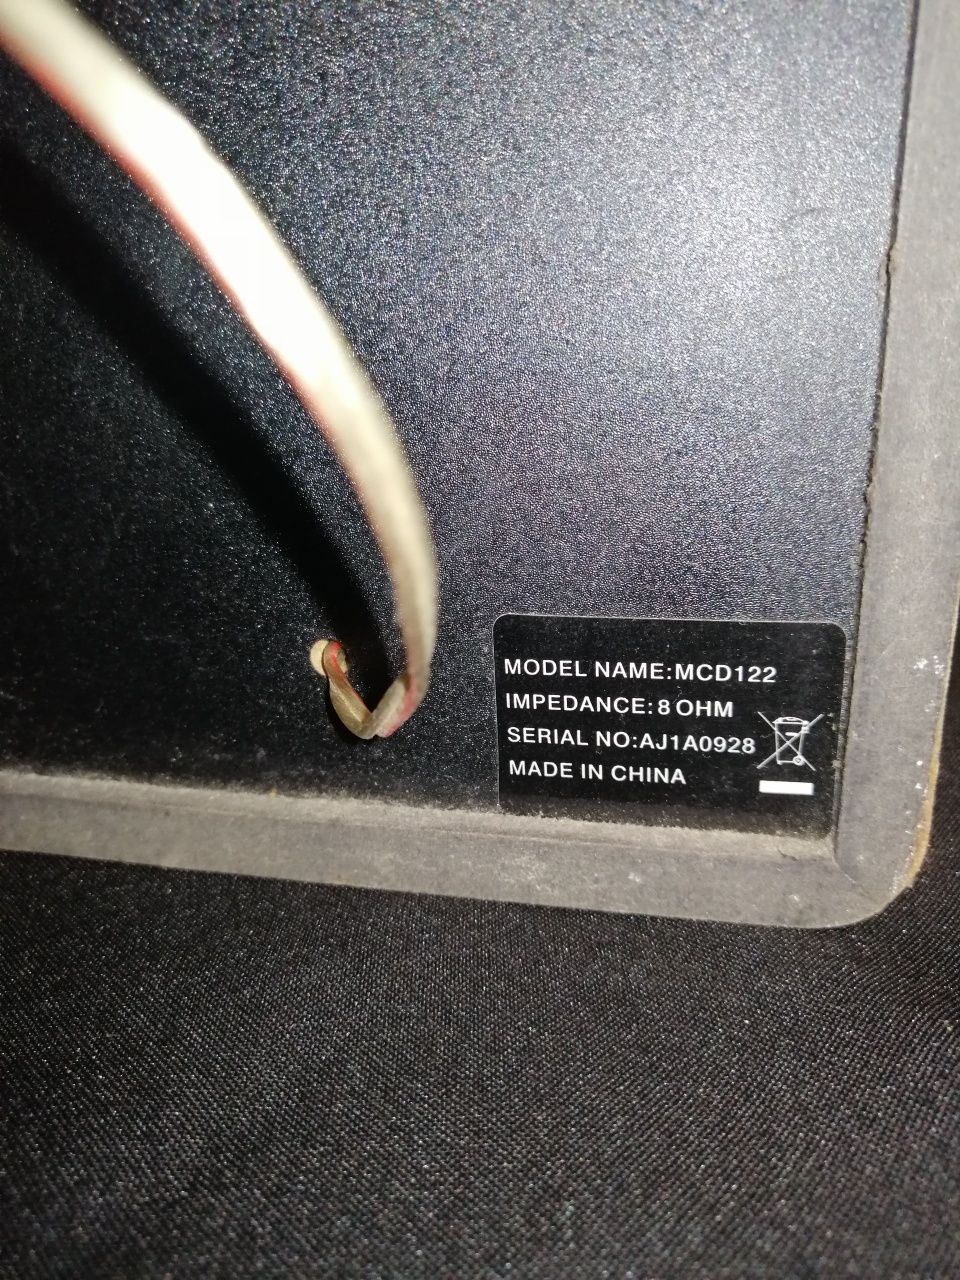 MODEL NAME:MCD122
IMPEDANCE:8 OHM
SERIAL NO:AJ1A0928
MADE IN CHINA